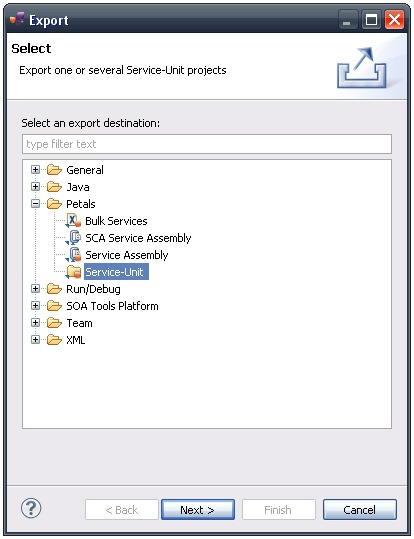 Export
Select
Export one or several Service-Unit projects
Select an export destination:
type filter text
General
Java
Petals
Bulk Services
SCA Service Assembly
Service Assembly
Service-Unit
Run/Debug
SOA Tools Platform
Team
XML
?
< Back
Next >
Finish
Cancel